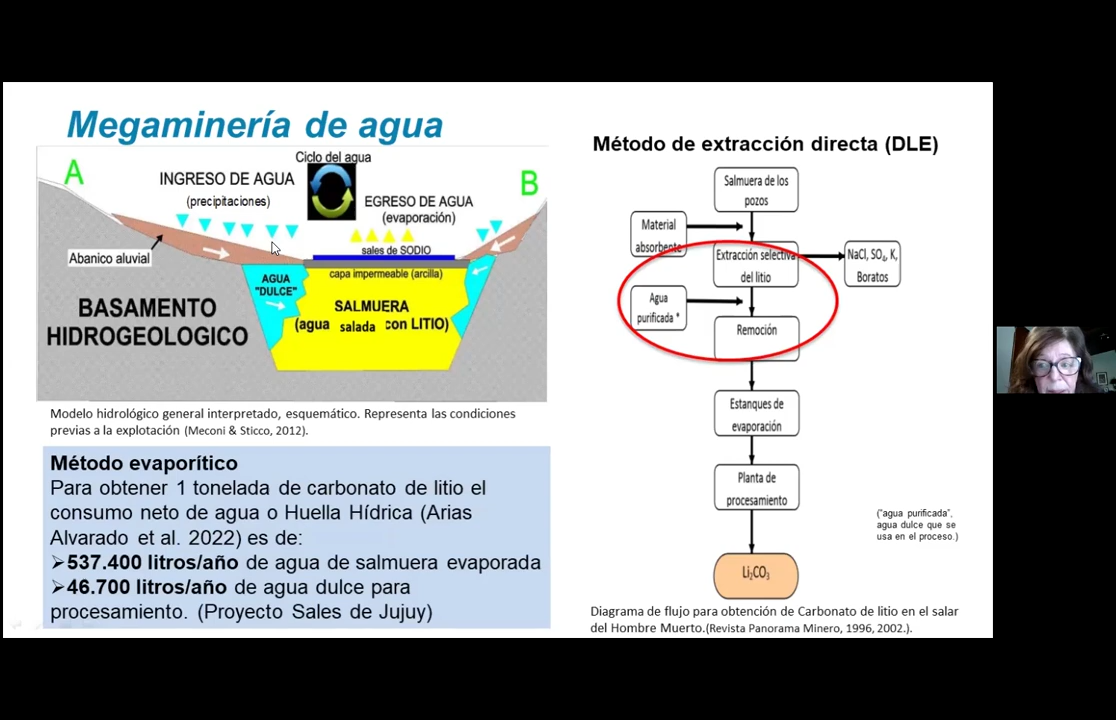 Megaminería de agua
A
Ciclo del agua
INGRESO DE AGUA
(precipitaciones)
EGRESO DE AGUA
(evaporación)
B
Abanico aluvial
sales de SODIO
capa impermeable (arcilla)
AGUA
"DULCE"
SALMUERA
(agua salada con LITIO)
BASAMENTO
HIDROGEOLOGICO
Modelo hidrológico general interpretado, esquemático. Representa las condiciones
previas a la explotación (Meconi & Sticco, 2012).
Método evaporítico
Para obtener 1 tonelada de carbonato de litio el
consumo neto de agua o Huella Hídrica (Arias
Alvarado et al. 2022) es de:
➢537.400 litros/año de agua de salmuera evaporada
➢46.700 litros/año de agua dulce para
procesamiento. (Proyecto Sales de Jujuy)
Método de extracción directa (DLE)
Salmuera de los
pozos
Material
absorbente
Extracción selectiva
del litio
NaCl, SO₄, K,
Boratos
Agua
purificada *
Remoción
Estanques de
evaporación
Planta de
procesamiento
Li₂CO₃
("agua purificada",
agua dulce que se
usa en el proceso.)
Diagrama de flujo para obtención de Carbonato de litio en el salar
del Hombre Muerto.(Revista Panorama Minero, 1996, 2002.).